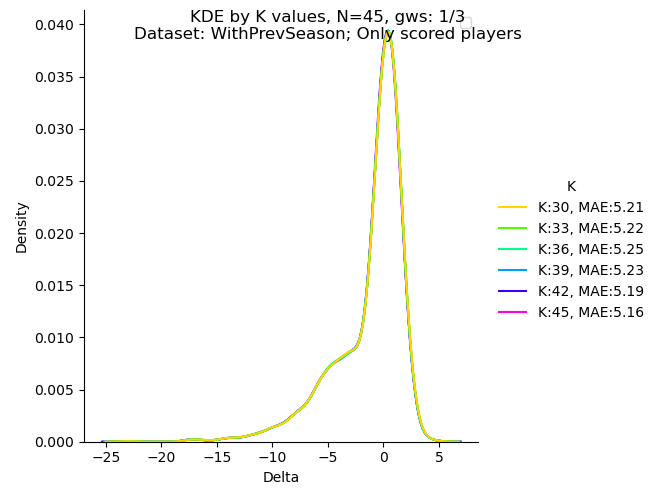 KDE by K values, N=45, gws: 1/3
Dataset: WithPrevSeason; Only scored players
0.040
0.035
0.030
0.025
0.020
0.015
0.010
0.005
0.000
Density
−25
−20
−15
−10
−5
0
5
Delta
K
K:30, MAE:5.21
K:33, MAE:5.22
K:36, MAE:5.25
K:39, MAE:5.23
K:42, MAE:5.19
K:45, MAE:5.16